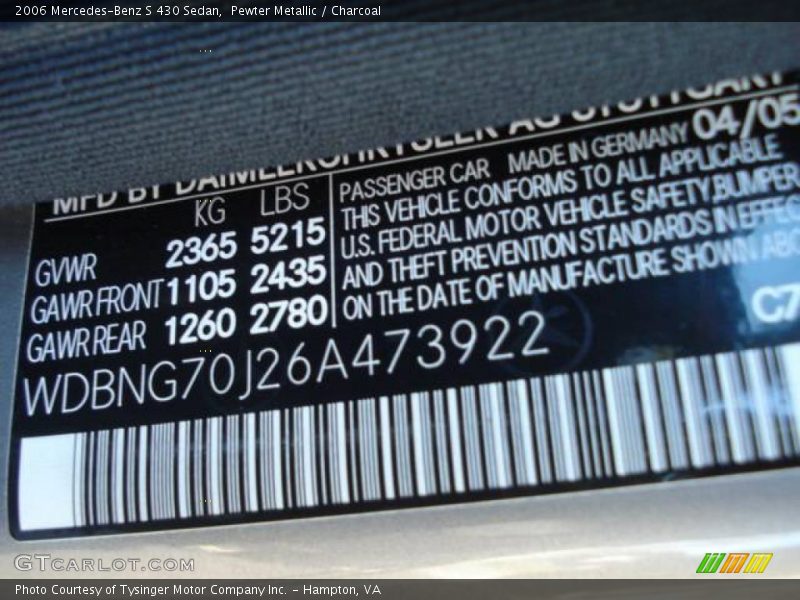 2006 Mercedes-Benz S 430 Sedan,  Pewter Metallic / Charcoal
MFD BY DAIMLERCHRYSLER AG STUTTGART
KG LBS
GVWR 2365 5215
GAWR FRONT 1105 2435
GAWR REAR 1260 2780
PASSENGER CAR MADE IN GERMANY 04/05
THIS VEHICLE CONFORMS TO ALL APPLICABLE
U.S. FEDERAL MOTOR VEHICLE SAFETY,BUMPER,
AND THEFT PREVENTION STANDARDS IN EFFEC
ON THE DATE OF MANUFACTURE SHOWN ABO
C7
WDBNG70J26A473922
GTCARLOT.COM
Photo Courtesy of Tysinger Motor Company Inc. - Hampton, VA